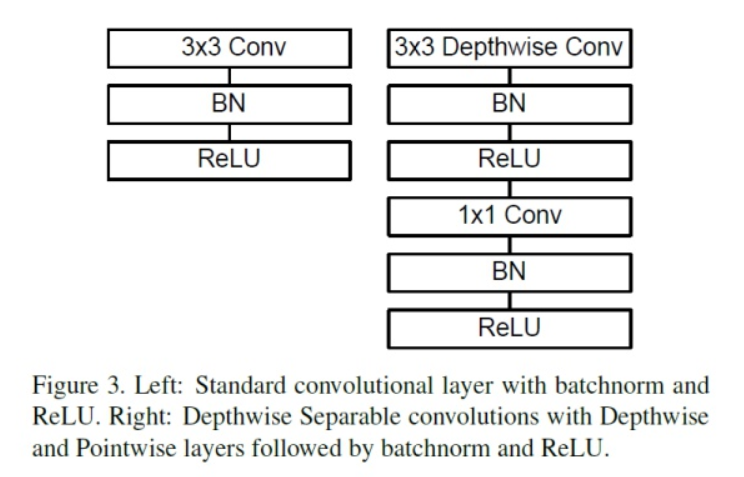 3x3 Conv
BN
ReLU
3x3 Depthwise Conv
BN
ReLU
1x1 Conv
BN
ReLU
Figure 3. Left: Standard convolutional layer with batchnorm and
ReLU. Right: Depthwise Separable convolutions with Depthwise
and Pointwise layers followed by batchnorm and ReLU.